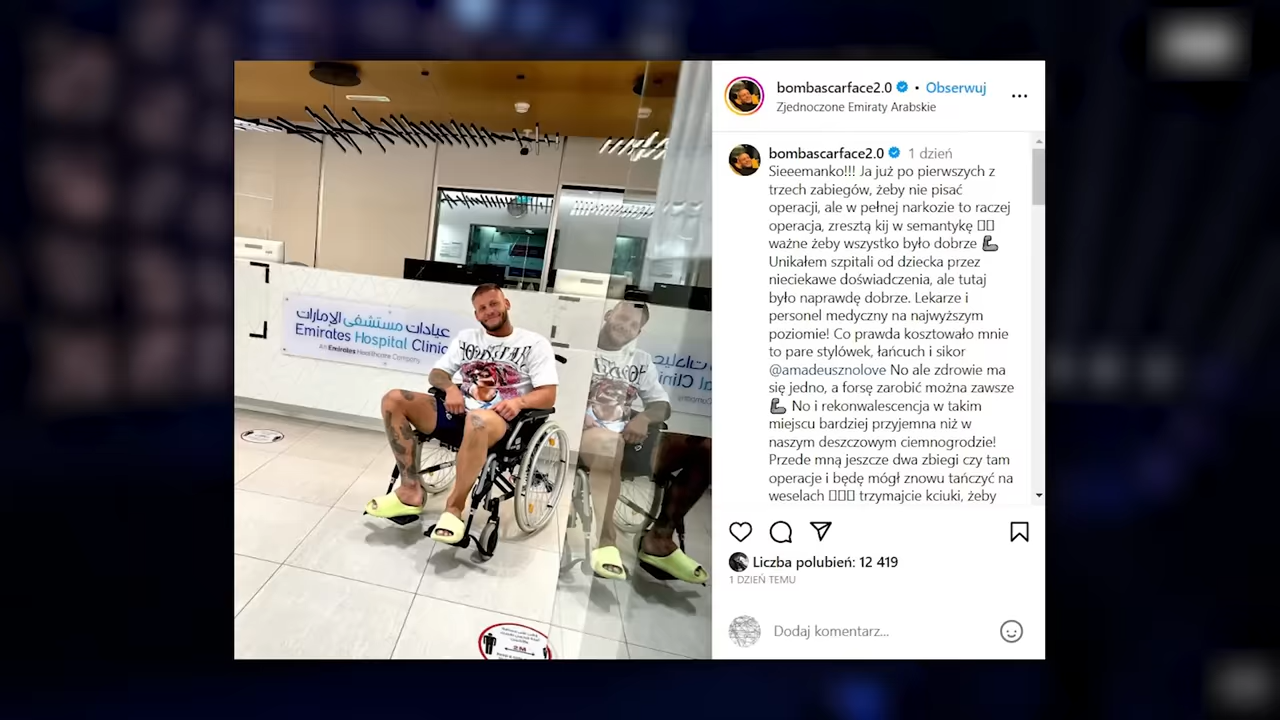 bombascarface2.0 • Obserwuj
Zjednoczone Emiraty Arabskie
bombascarface2.0 1 dzień
Sieeemanko!!! Ja już po pierwszych z
trzech zabiegów, żeby nie pisać
operacji, ale w pełnej narkozie to raczej
operacja, zresztą kij w semantykę
ważne żeby wszystko było dobrze
Unikałem szpitali od dziecka przez
nieciekawe doświadczenia, ale tutaj
było naprawdę dobrze. Lekarze i
personel medyczny na najwyższym
poziomie! Co prawda kosztowało mnie
to pare stylówek, łańcuch i sikor
@amadeusznolove No ale zdrowie ma
się jedno, a forsę zarobić można zawsze
No i rekonwalescencja w takim
miejscu bardziej przyjemna niż w
naszym deszczowym ciemnogrodzie!
Przede mną jeszcze dwa zbiegi czy tam
operacje i będę mógł znowu tańczyć na
weselach trzymajcie kciuki, żeby
Liczba polubień: 12 419
1 DZIEŃ TEMU
Dodaj komentarz...
عيادات مستشفى الإمارات
Emirates Hospital Clinic
An Emirates Healthcare Company
2 M